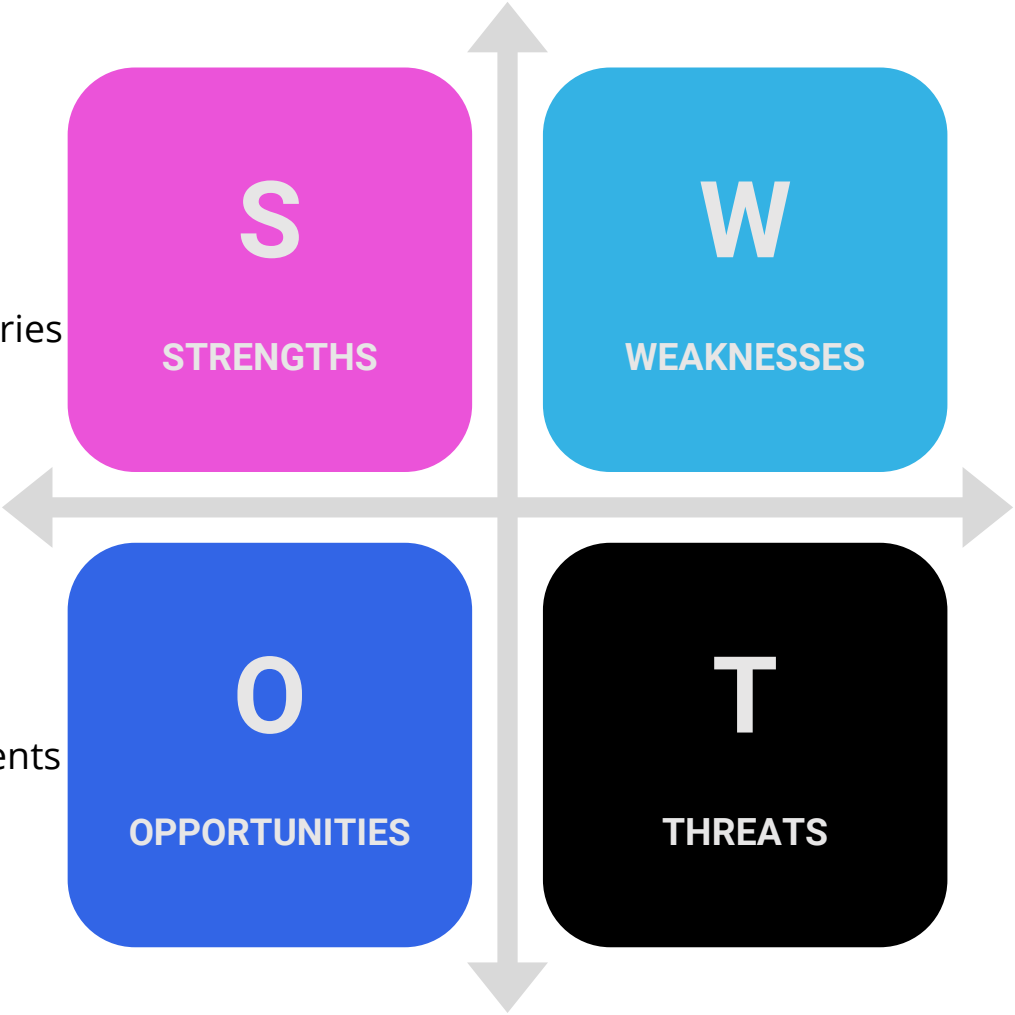 S
W
ries
STRENGTHS
WEAKNESSES
O
T
ents
OPPORTUNITIES
THREATS